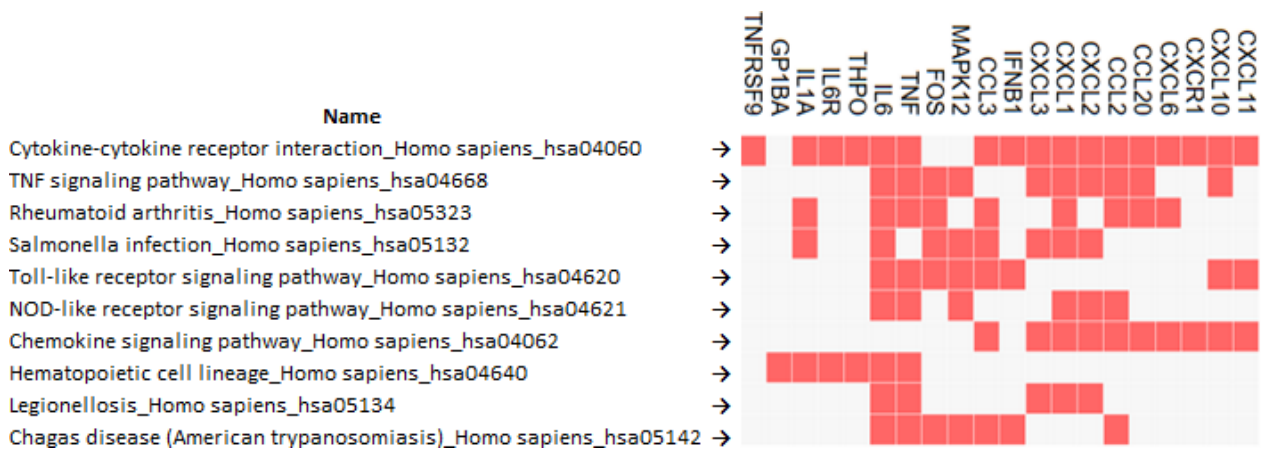 TNFRSF9
GP1BA
IL1A
IL6R
THPO
IL6
TNF
FOS
MAPK12
CCL3
IFNB1
CXCL3
CXCL1
CXCL2
CCL2
CCL20
CXCL6
CXCR1
CXCL10
CXCL11
Name
Cytokine-cytokine receptor interaction_Homo sapiens_hsa04060 →
TNF signaling pathway_Homo sapiens_hsa04668 →
Rheumatoid arthritis_Homo sapiens_hsa05323 →
Salmonella infection_Homo sapiens_hsa05132 →
Toll-like receptor signaling pathway_Homo sapiens_hsa04620 →
NOD-like receptor signaling pathway_Homo sapiens_hsa04621 →
Chemokine signaling pathway_Homo sapiens_hsa04062 →
Hematopoietic cell lineage_Homo sapiens_hsa04640 →
Legionellosis_Homo sapiens_hsa05134 →
Chagas disease (American trypanosomiasis)_Homo sapiens_hsa05142 →